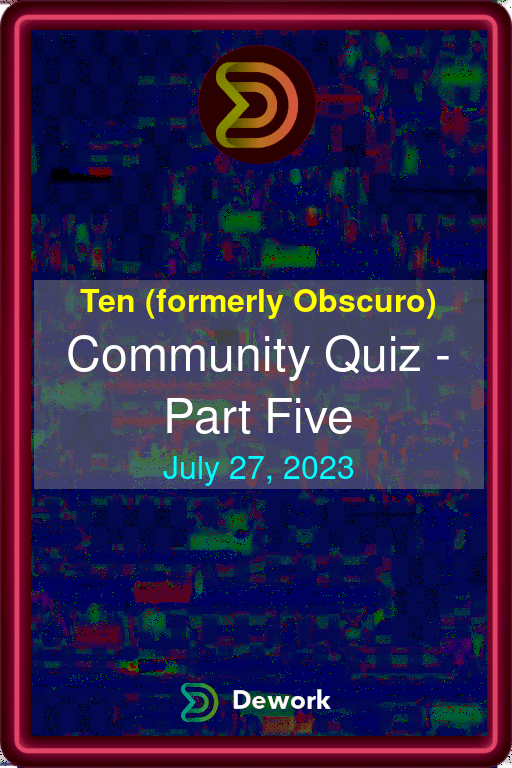 Ten (formerly Obscuro)
Community Quiz -
Part Five
July 27, 2023
Dework